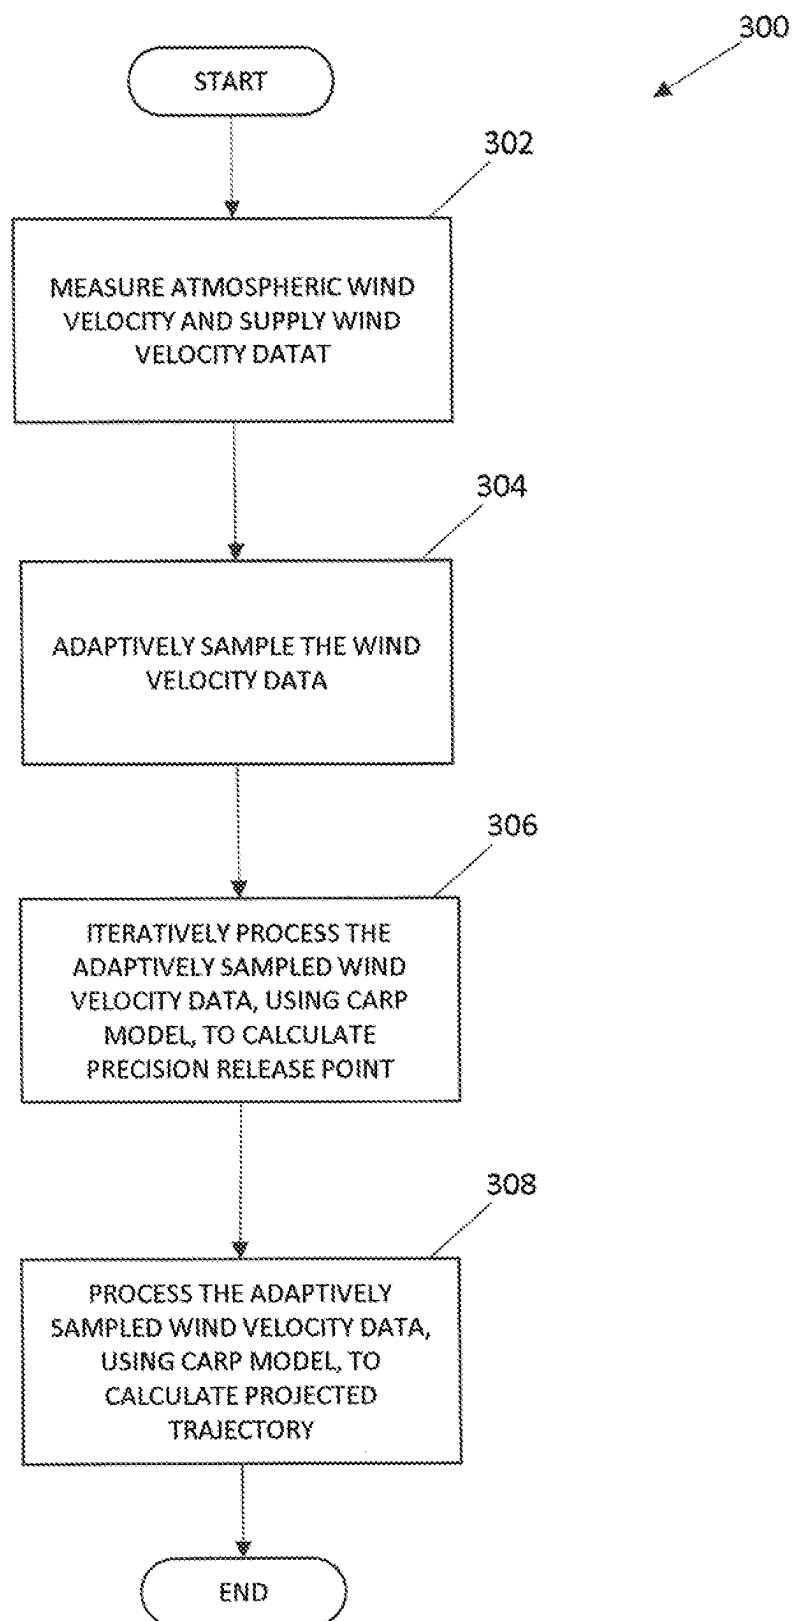 300
START
302
MEASURE ATMOSPHERIC WIND
VELOCITY AND SUPPLY WIND
VELOCITY DATAT
304
ADAPTIVELY SAMPLE THE WIND
VELOCITY DATA
306
ITERATIVELY PROCESS THE
ADAPTIVELY SAMPLED WIND
VELOCITY DATA, USING CARP
MODEL, TO CALCULATE
PRECISION RELEASE POINT
308
PROCESS THE ADAPTIVELY
SAMPLED WIND VELOCITY DATA,
USING CARP MODEL, TO
CALCULATE PROJECTED
TRAJECTORY
END